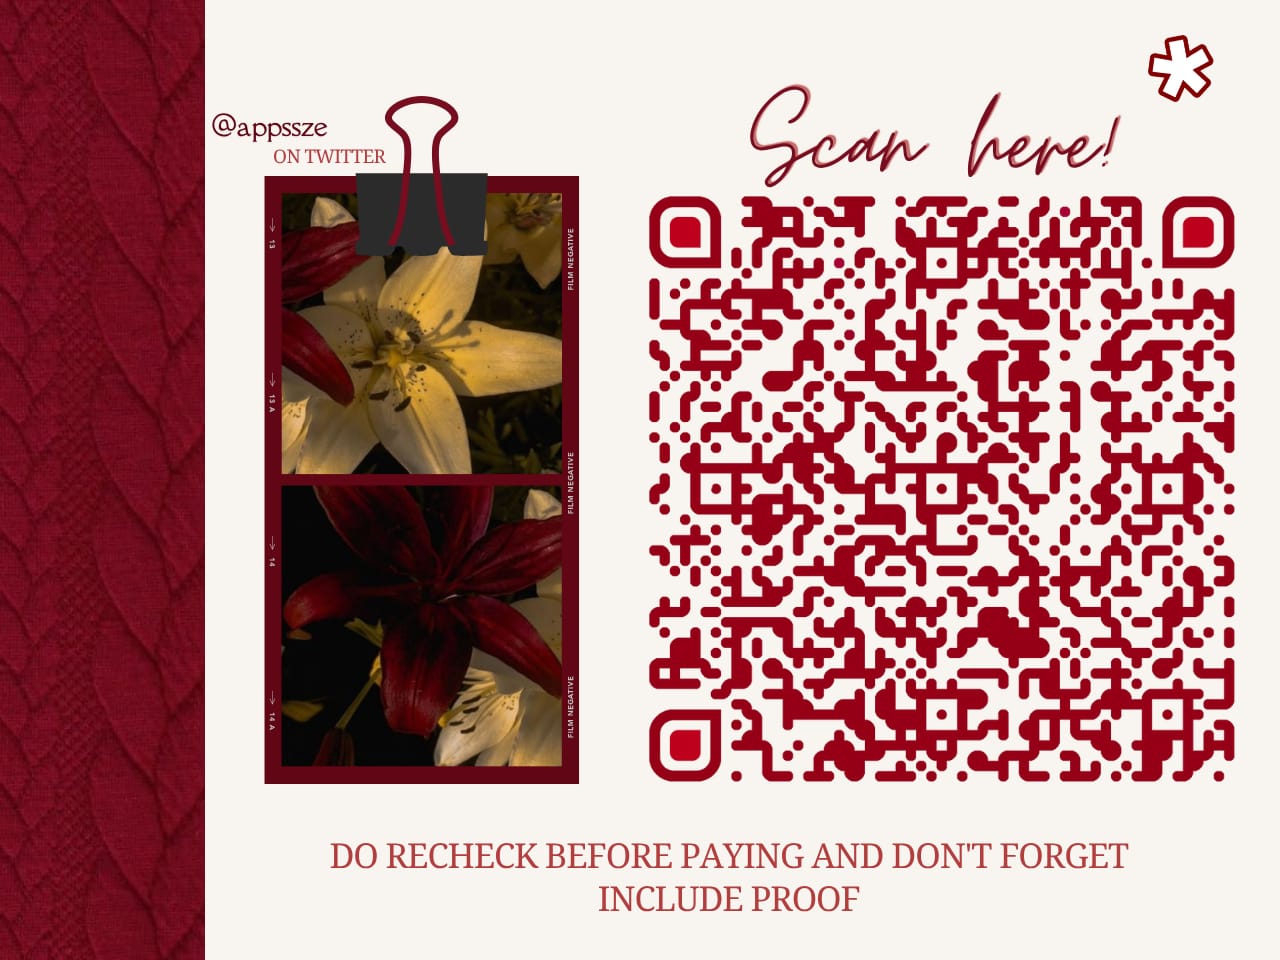 @appssze
ON TWITTER
Scan here!
→ 13
→ 13 A
→ 14
→ 14 A
FILM NEGATIVE
FILM NEGATIVE
FILM NEGATIVE
DO RECHECK BEFORE PAYING AND DON'T FORGET
INCLUDE PROOF